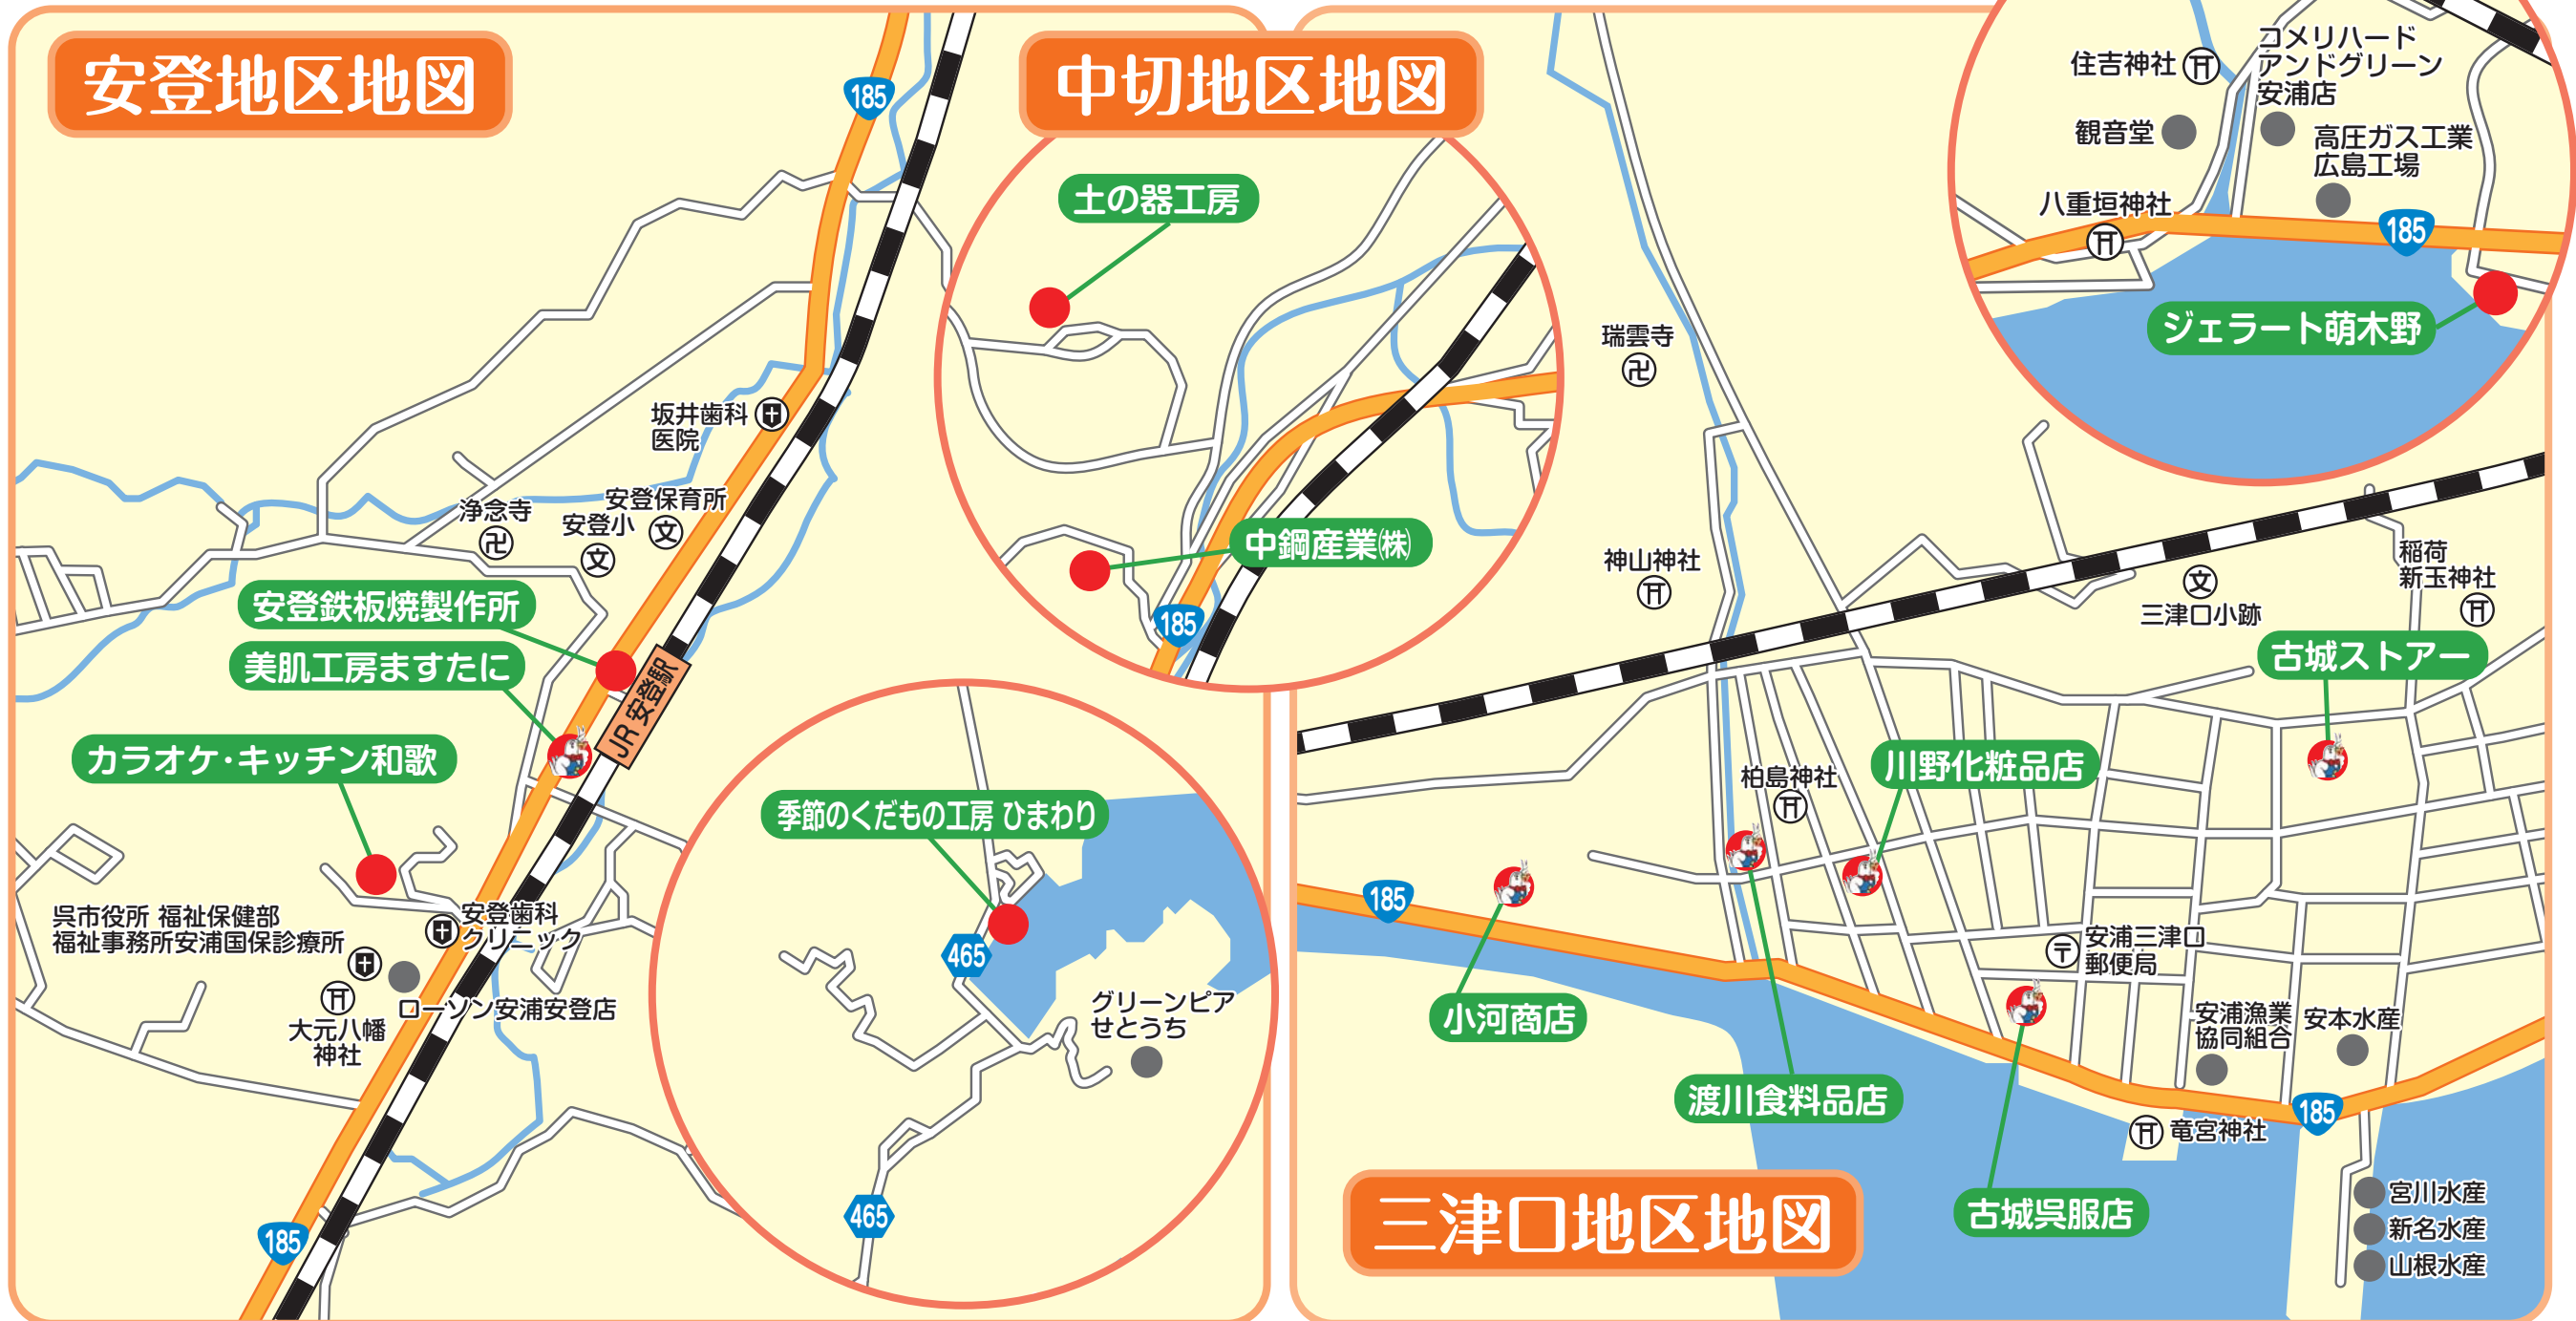 安登地区地図
185
坂井歯科
医院
安登保育所
安登小
浄念寺
安登鉄板焼製作所
美肌工房ますたに
JR 安登駅
カラオケ・キッチン和歌
安登歯科
クリニック
呉市役所 福祉保健部
福祉事務所安浦国保診療所
ローソン安浦安登店
大元八幡
神社
185
季節のくだもの工房 ひまわり
465
グリーンピア
せとうち
465
中切地区地図
土の器工房
中鋼産業㈱
185
住吉神社
コメリハード
アンドグリーン
安浦店
観音堂
高圧ガス工業
広島工場
八重垣神社
185
ジェラート萌木野
瑞雲寺
神山神社
三津口小跡
稲荷
新玉神社
古城ストアー
柏島神社
川野化粧品店
185
小河商店
渡川食料品店
安浦三津口
郵便局
安浦漁業
協同組合
安本水産
185
竜宮神社
古城呉服店
三津口地区地図
宮川水産
新名水産
山根水産